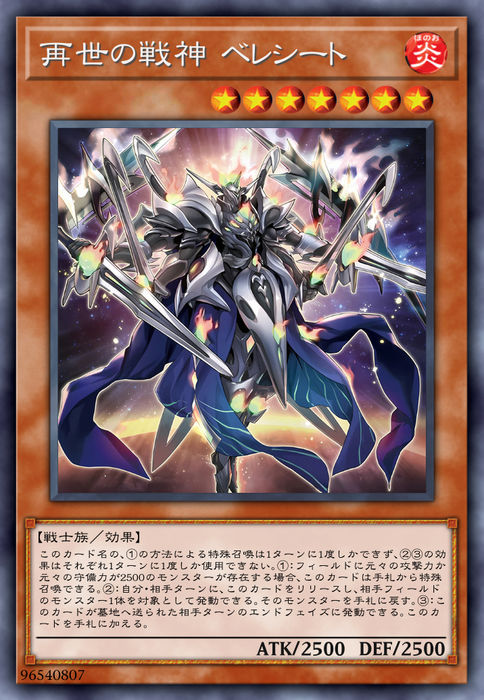 再世の戦神 ベレシート
ほのお
炎
【戦士族／効果】
このカード名の、①の方法による特殊召喚は1ターンに1度しかできず、②③の効
果はそれぞれ1ターンに1度しか使用できない。①：フィールドに元々の攻撃力か
元々の守備力が2500のモンスターが存在する場合、このカードは手札から特殊
召喚できる。②：自分・相手ターンに、このカードをリリースし、相手フィールド
のモンスター1体を対象として発動できる。そのモンスターを手札に戻す。③：こ
のカードが墓地へ送られた相手ターンのエンドフェイズに発動できる。このカー
ドを手札に加える。
ATK/2500 DEF/2500
96540807